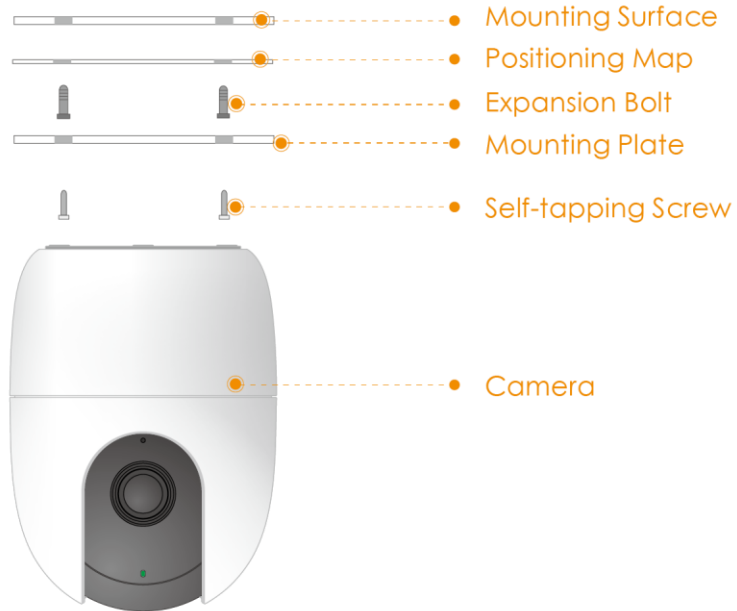 Mounting Surface
Positioning Map
Expansion Bolt
Mounting Plate
Self-tapping Screw
Camera